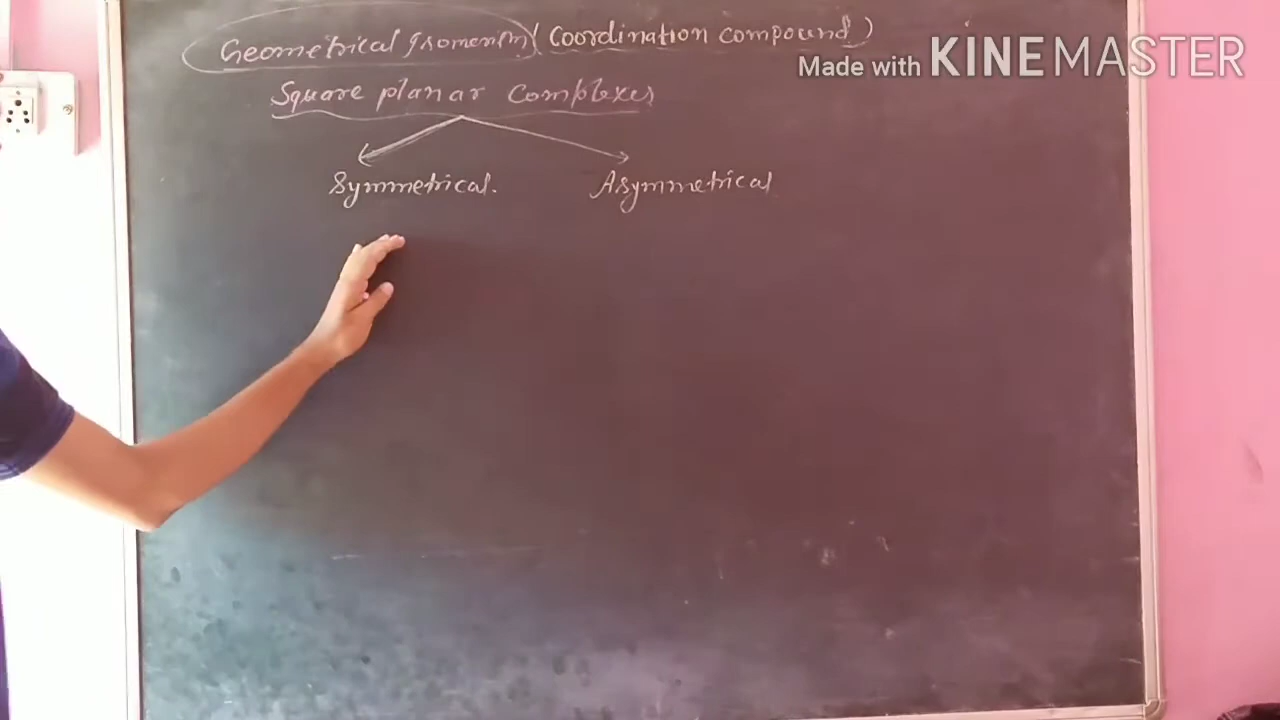 Geometrical Isomerism (Coordination compound)
Made with KINEMASTER
Square planar Complexes
Symmetrical.
Asymmetrical